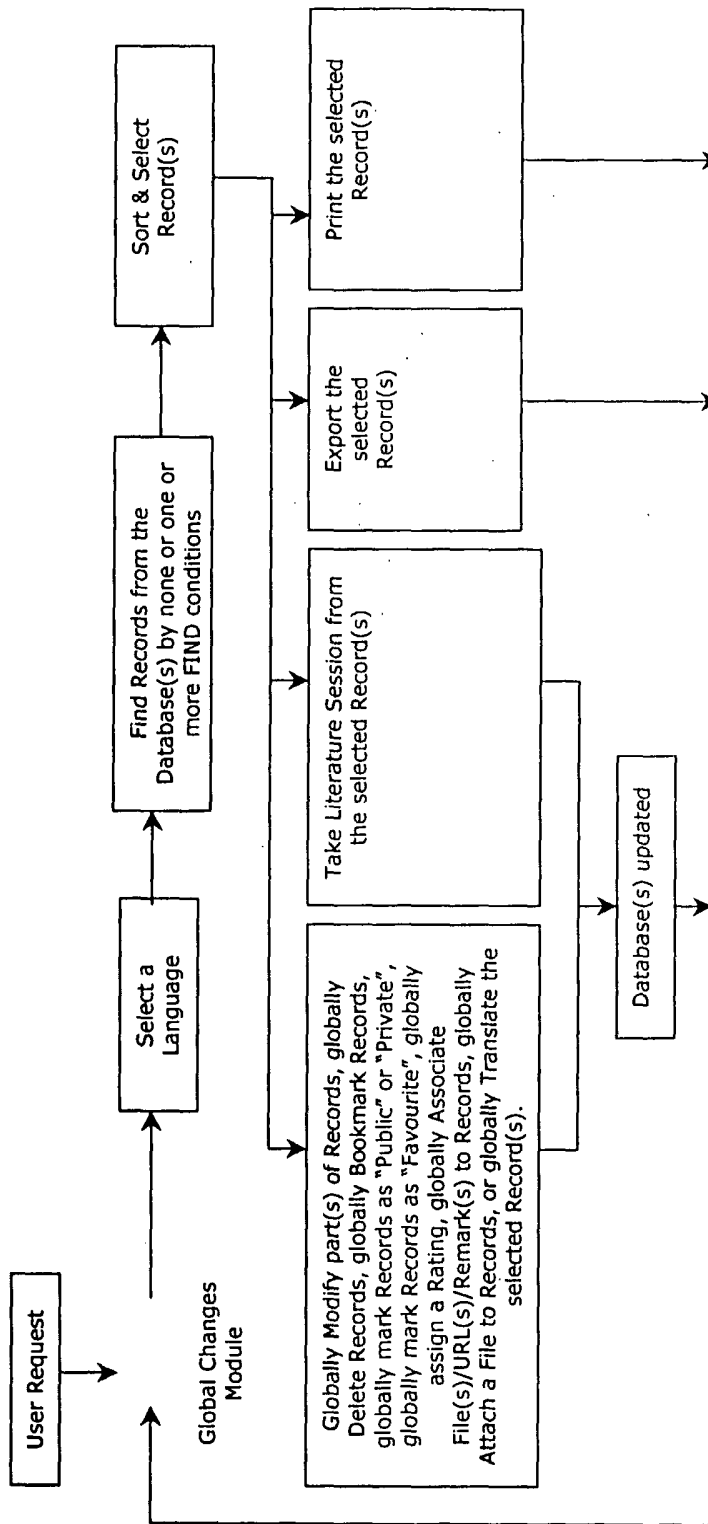 User Request
Global Changes
Module
Select a
Language
Find Records from the
Database(s) by none or one or
more FIND conditions
Sort & Select
Record(s)
Globally Modify part(s) of Records, globally
Delete Records, globally Bookmark Records,
globally mark Records as "Public" or "Private",
globally mark Records as "Favourite", globally
assign a Rating, globally Associate
File(s)/URL(s)/Remark(s) to Records, globally
Attach a File to Records, or globally Translate the
selected Record(s).
Take Literature Session from
the selected Record(s)
Export the
selected
Record(s)
Print the selected
Record(s)
Database(s) updated